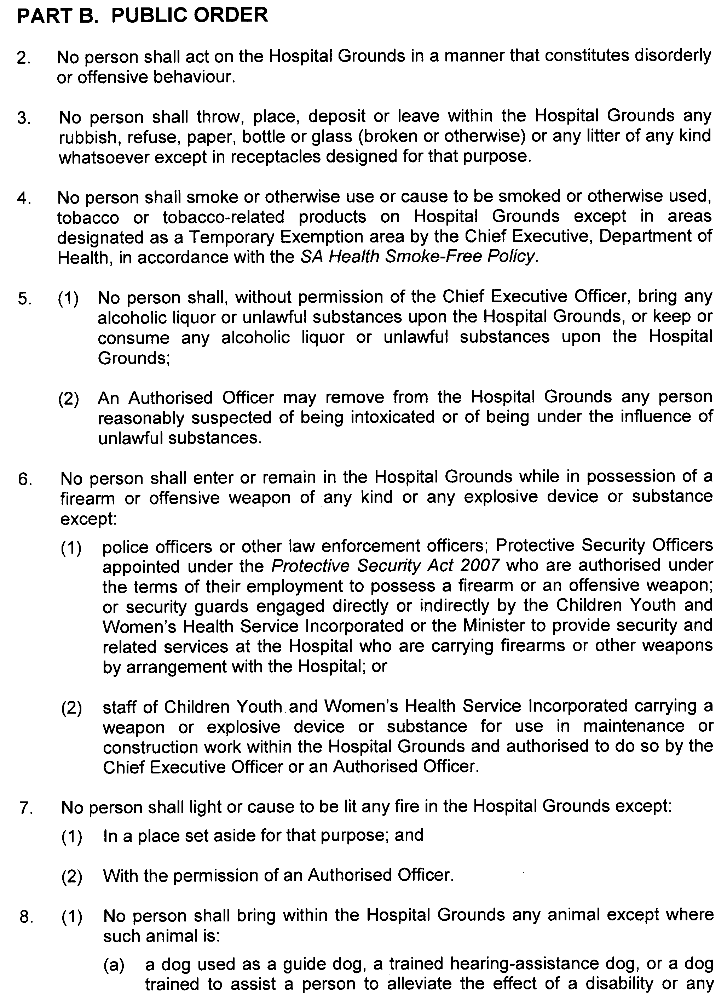 PART B. PUBLIC ORDER
2. No person shall act on the Hospital Grounds in a manner that constitutes disorderly
or offensive behaviour.
3. No person shall throw, place, deposit or leave within the Hospital Grounds any
rubbish, refuse, paper, bottle or glass (broken or otherwise) or any litter of any kind
whatsoever except in receptacles designed for that purpose.
4. No person shall smoke or otherwise use or cause to be smoked or otherwise used,
tobacco or tobacco-related products on Hospital Grounds except in areas
designated as a Temporary Exemption area by the Chief Executive, Department of
Health, in accordance with the SA Health Smoke-Free Policy.
5. (1) No person shall, without permission of the Chief Executive Officer, bring any
alcoholic liquor or unlawful substances upon the Hospital Grounds, or keep or
consume any alcoholic liquor or unlawful substances upon the Hospital
Grounds;
(2) An Authorised Officer may remove from the Hospital Grounds any person
reasonably suspected of being intoxicated or of being under the influence of
unlawful substances.
6. No person shall enter or remain in the Hospital Grounds while in possession of a
firearm or offensive weapon of any kind or any explosive device or substance
except:
(1) police officers or other law enforcement officers; Protective Security Officers
appointed under the Protective Security Act 2007 who are authorised under
the terms of their employment to possess a firearm or an offensive weapon;
or security guards engaged directly or indirectly by the Children Youth and
Women's Health Service Incorporated or the Minister to provide security and
related services at the Hospital who are carrying firearms or other weapons
by arrangement with the Hospital; or
(2) staff of Children Youth and Women's Health Service Incorporated carrying a
weapon or explosive device or substance for use in maintenance or
construction work within the Hospital Grounds and authorised to do so by the
Chief Executive Officer or an Authorised Officer.
7. No person shall light or cause to be lit any fire in the Hospital Grounds except:
(1) In a place set aside for that purpose; and
(2) With the permission of an Authorised Officer.
8. (1) No person shall bring within the Hospital Grounds any animal except where
such animal is:
(a) a dog used as a guide dog, a trained hearing-assistance dog, or a dog
trained to assist a person to alleviate the effect of a disability or any